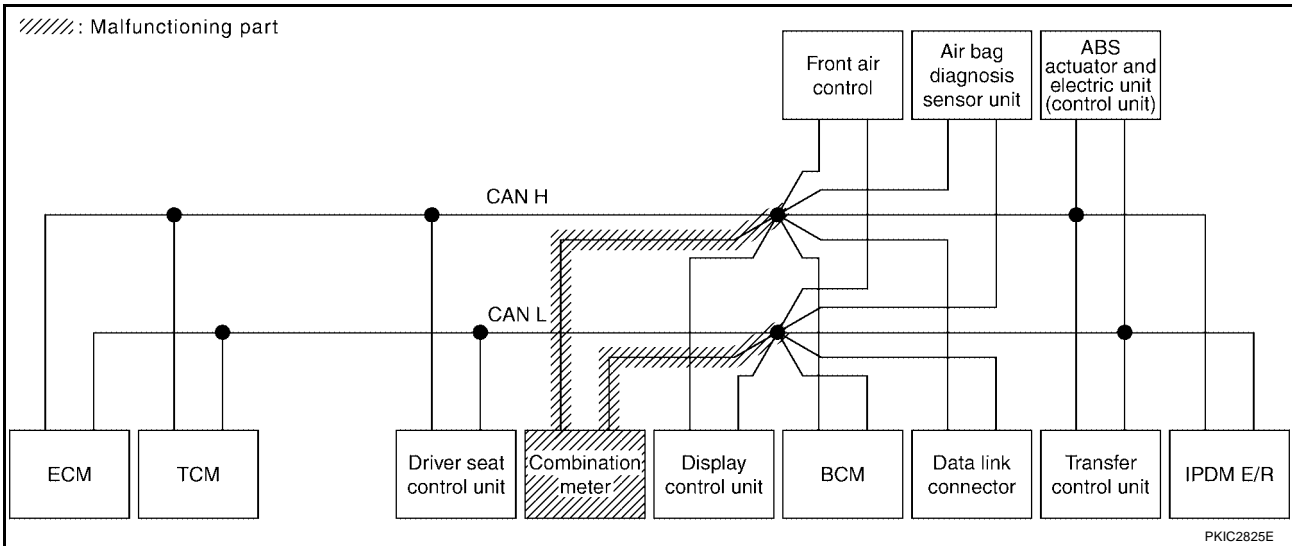 : Malfunctioning part
Front air
control
Air bag
diagnosis
sensor unit
ABS
actuator and
electric unit
(control unit)
CAN H
CAN L
ECM
TCM
Driver seat
control unit
Combination
meter
Display
control unit
BCM
Data link
connector
Transfer
control unit
IPDM E/R
PKIC2825E